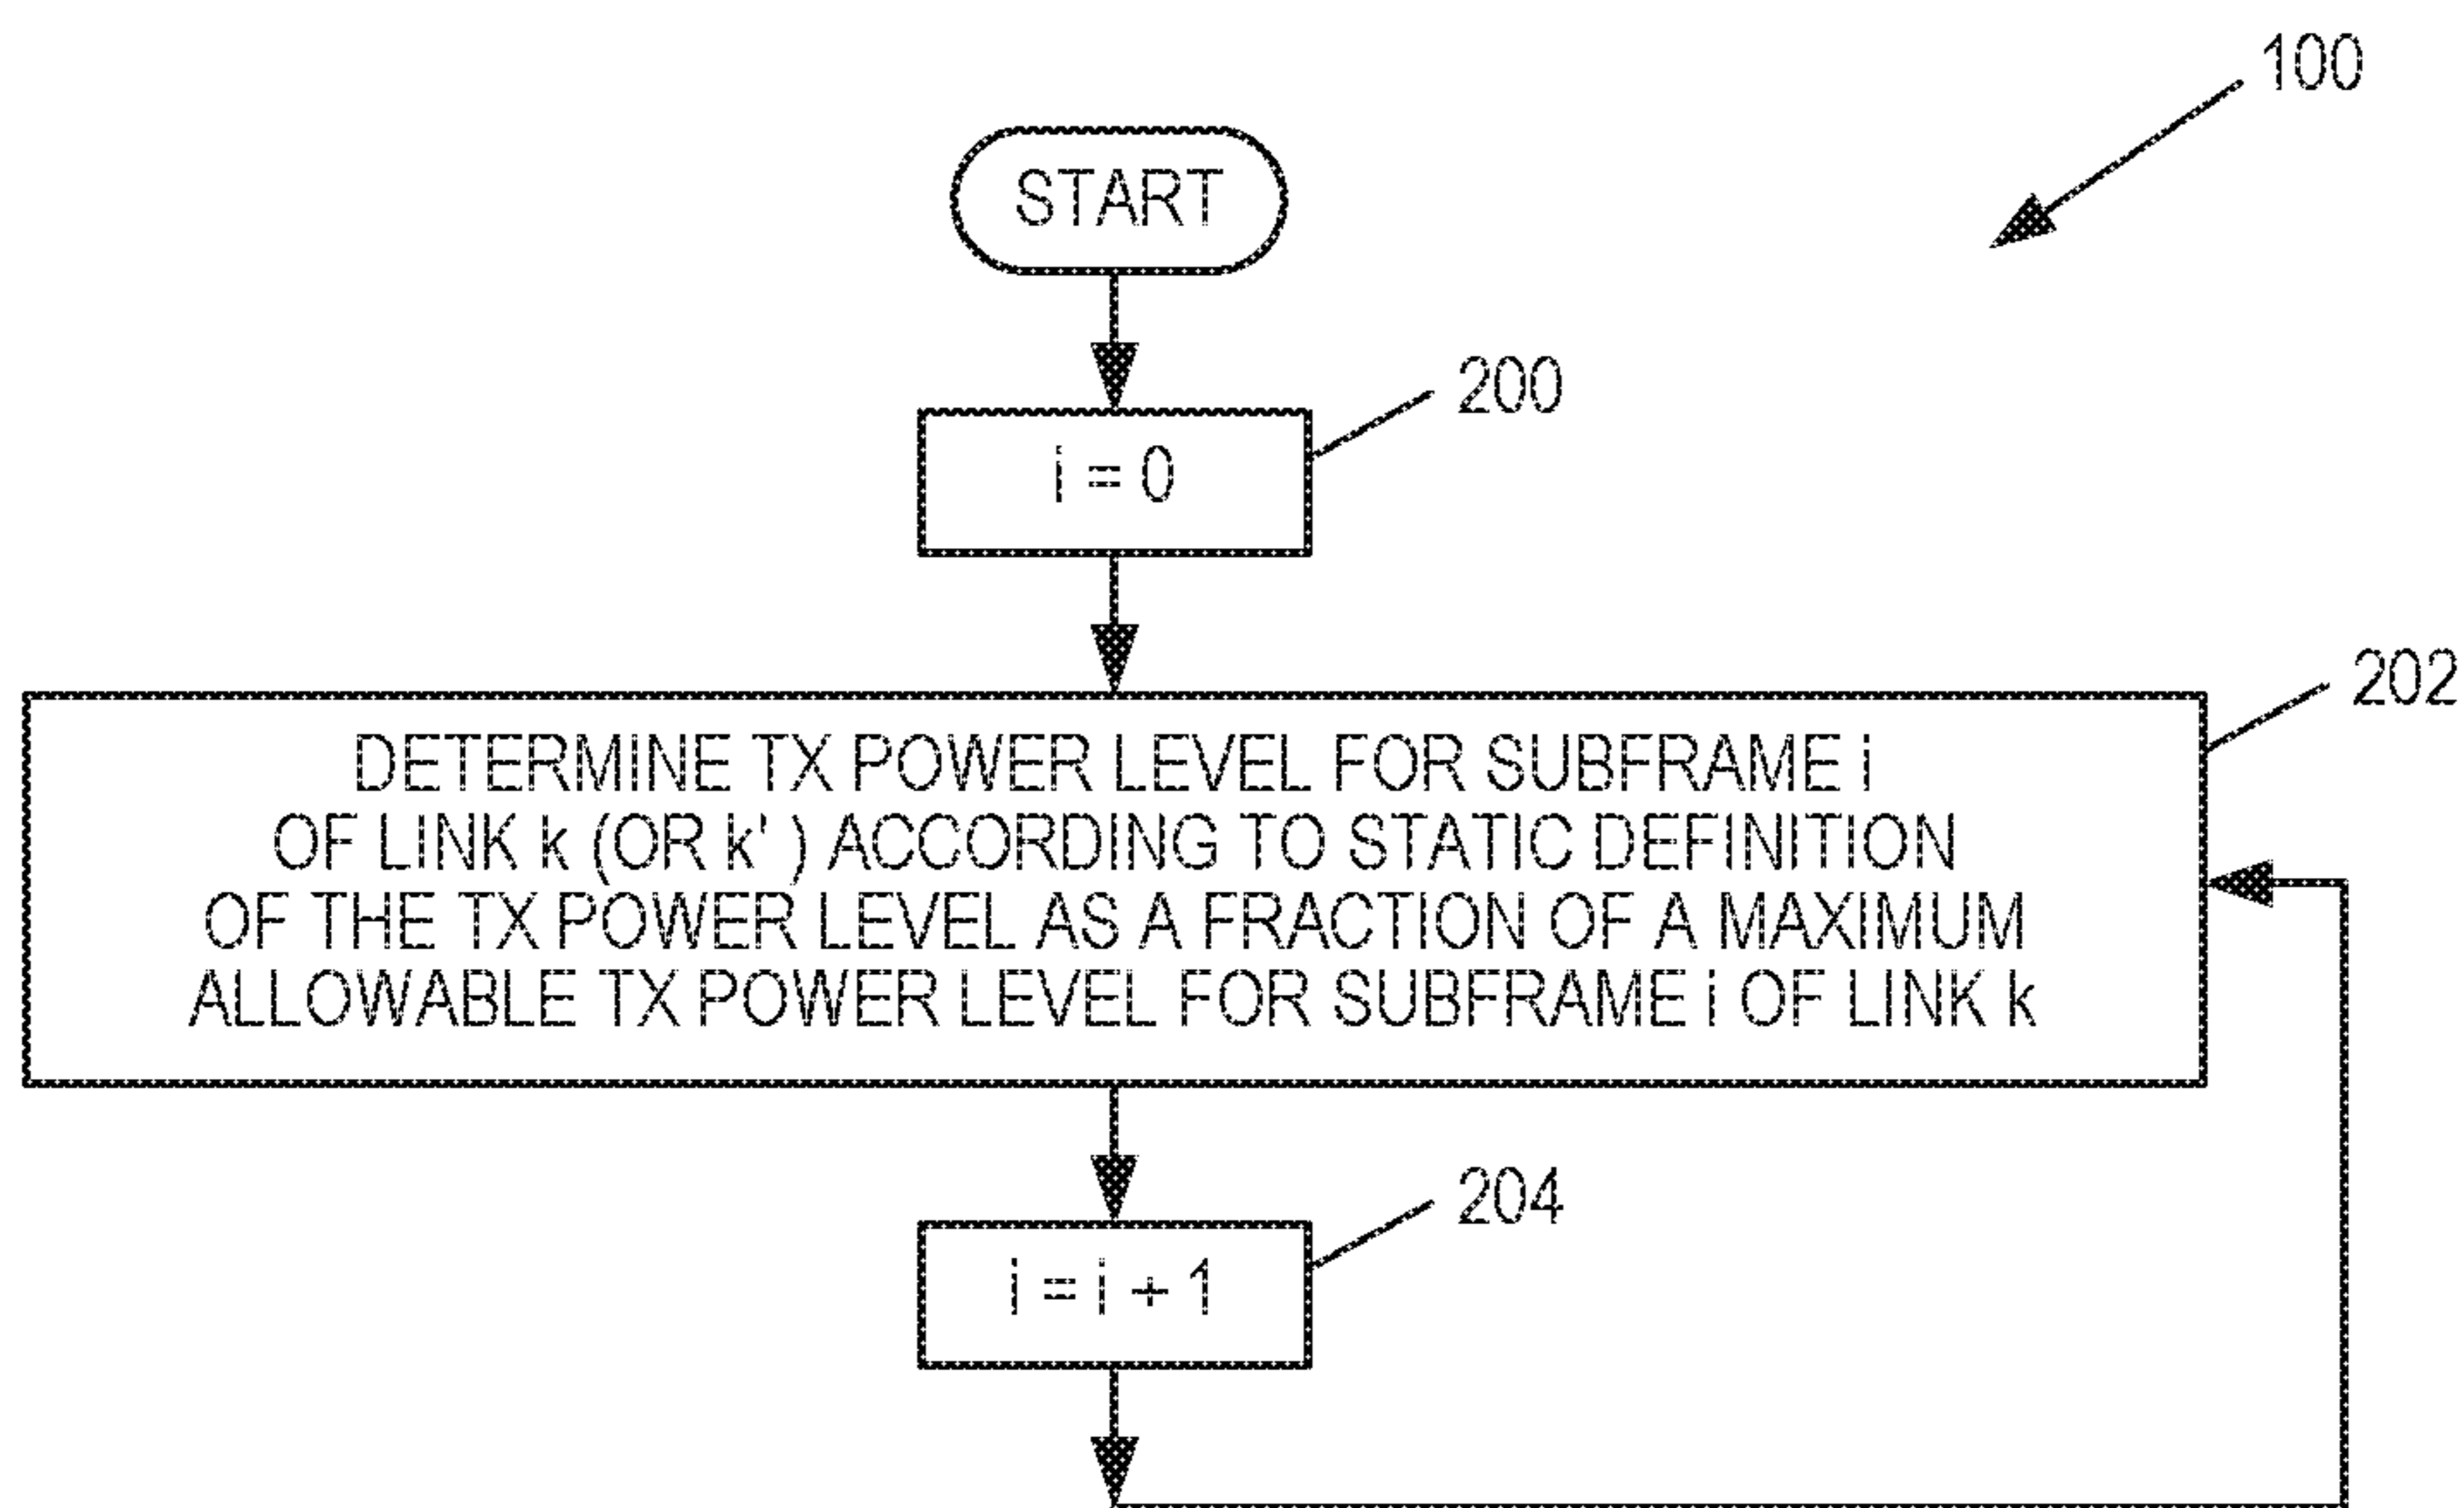 100
START
200
i = 0
202
DETERMINE TX POWER LEVEL FOR SUBFRAME i
OF LINK k (OR k' ) ACCORDING TO STATIC DEFINITION
OF THE TX POWER LEVEL AS A FRACTION OF A MAXIMUM
ALLOWABLE TX POWER LEVEL FOR SUBFRAME i OF LINK k
204
i = i + 1